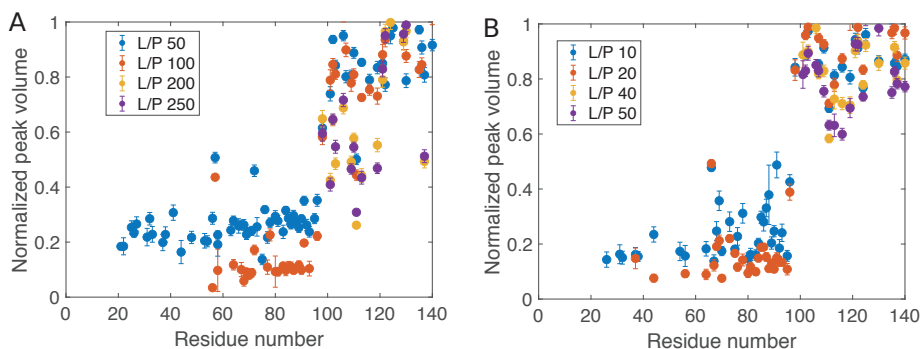 A
Normalized peak volume
1
0.8
0.6
0.4
0.2
0
L/P 50
L/P 100
L/P 200
L/P 250
0 20 40 60 80 100 120 140
Residue number
B
Normalized peak volume
1
0.8
0.6
0.4
0.2
0
L/P 10
L/P 20
L/P 40
L/P 50
0 20 40 60 80 100 120 140
Residue number